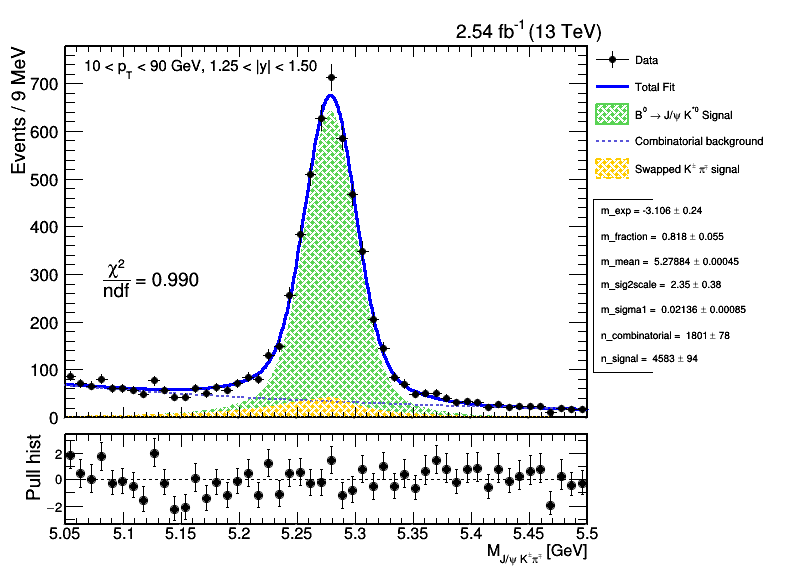 2.54 fb⁻¹ (13 TeV)
Events / 9 MeV
10 < p_T < 90 GeV, 1.25 < |y| < 1.50
700
600
500
400
300
200
100
0
χ²/ndf = 0.990
Data
Total Fit
B⁰ → J/ψ K*⁰ Signal
Combinatorial background
Swapped K± π∓ signal
m_exp = -3.106 ± 0.24
m_fraction = 0.818 ± 0.055
m_mean = 5.27884 ± 0.00045
m_sig2scale = 2.35 ± 0.38
m_sigma1 = 0.02136 ± 0.00085
n_combinatorial = 1801 ± 78
n_signal = 4583 ± 94
Pull hist
2
0
−2
5.05 5.1 5.15 5.2 5.25 5.3 5.35 5.4 5.45 5.5
M_J/ψ K±π∓ [GeV]